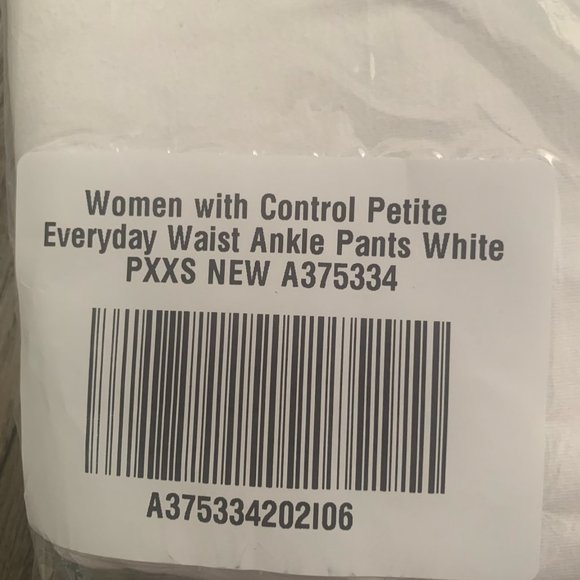 Women with Control Petite
Everyday Waist Ankle Pants White
PXXS NEW A375334
A375334202I06